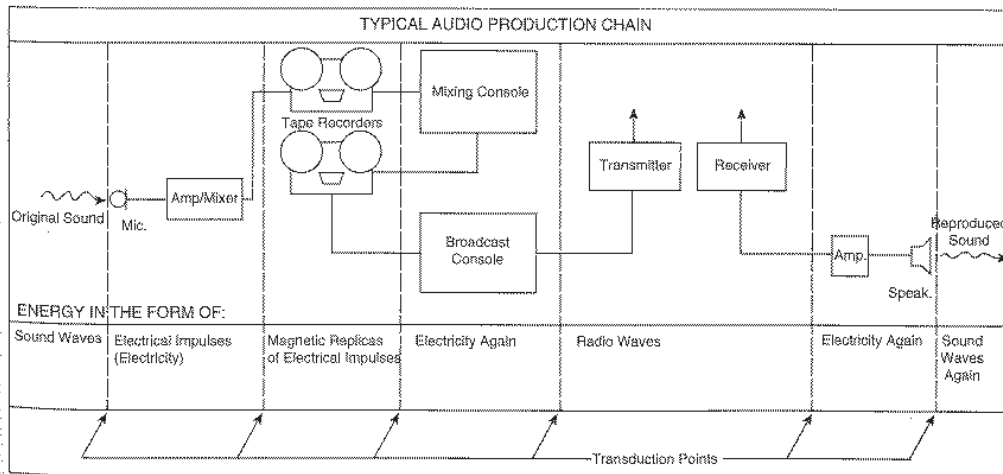 TYPICAL AUDIO PRODUCTION CHAIN
Tape Recorders
Mixing Console
Transmitter
Receiver
Original Sound
Mic.
Amp/Mixer
Broadcast
Console
Amp.
Speak.
Reproduced
Sound
ENERGY IN THE FORM OF:
Sound Waves
Electrical Impulses
(Electricity)
Magnetic Replicas
of Electrical Impulses
Electricity Again
Radio Waves
Electricity Again
Sound
Waves
Again
Transduction Points